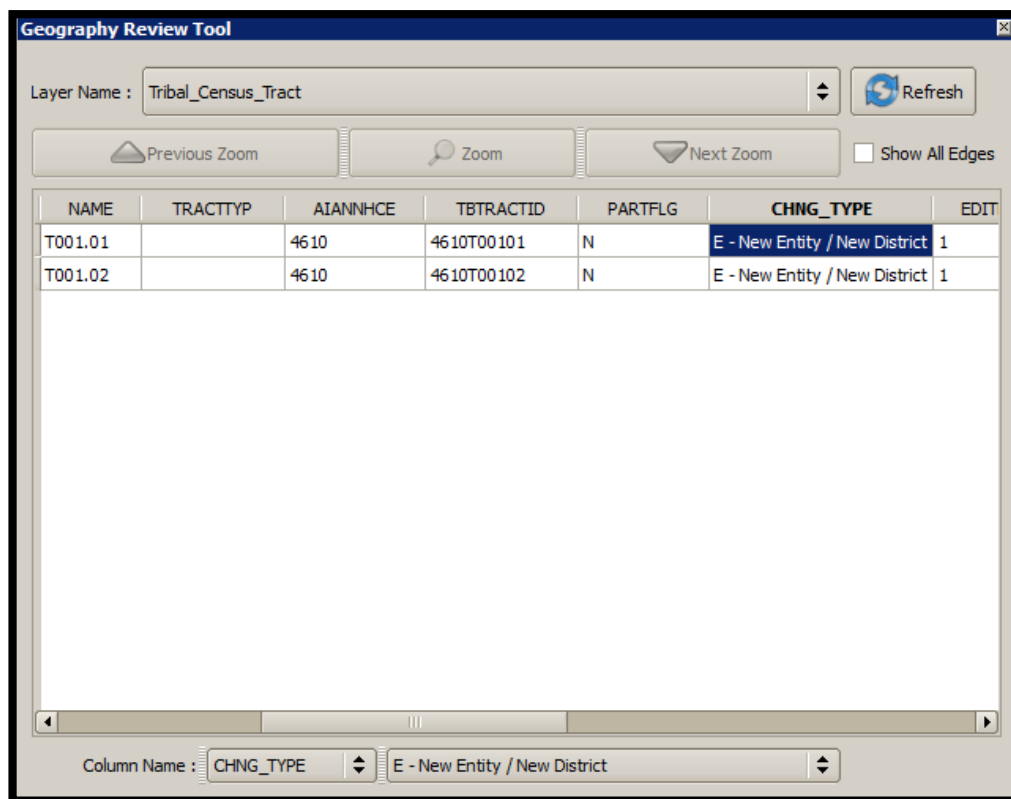 Geography Review Tool
Layer Name : Tribal_Census_Tract Refresh
Previous Zoom Zoom Next Zoom Show All Edges
NAME TRACTTYP AIANNHCE TBTRACTID PARTFLG CHNG_TYPE EDIT
T001.01 4610 4610T00101 N E - New Entity / New District 1
T001.02 4610 4610T00102 N E - New Entity / New District 1
Column Name : CHNG_TYPE E - New Entity / New District